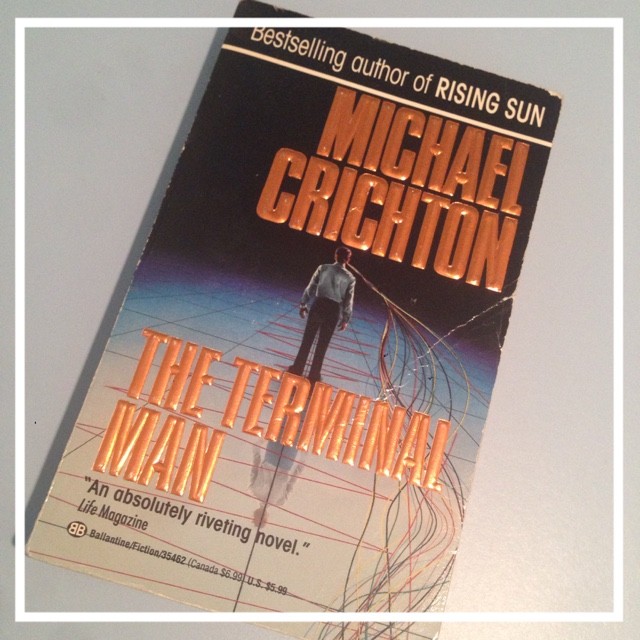 Bestselling author of RISING SUN
MICHAEL
CRICHTON
THE TERMINAL
MAN
"An absolutely riveting novel."
Life Magazine
BB Ballantine/Fiction/35462 (Canada $6.99) U.S. $5.99